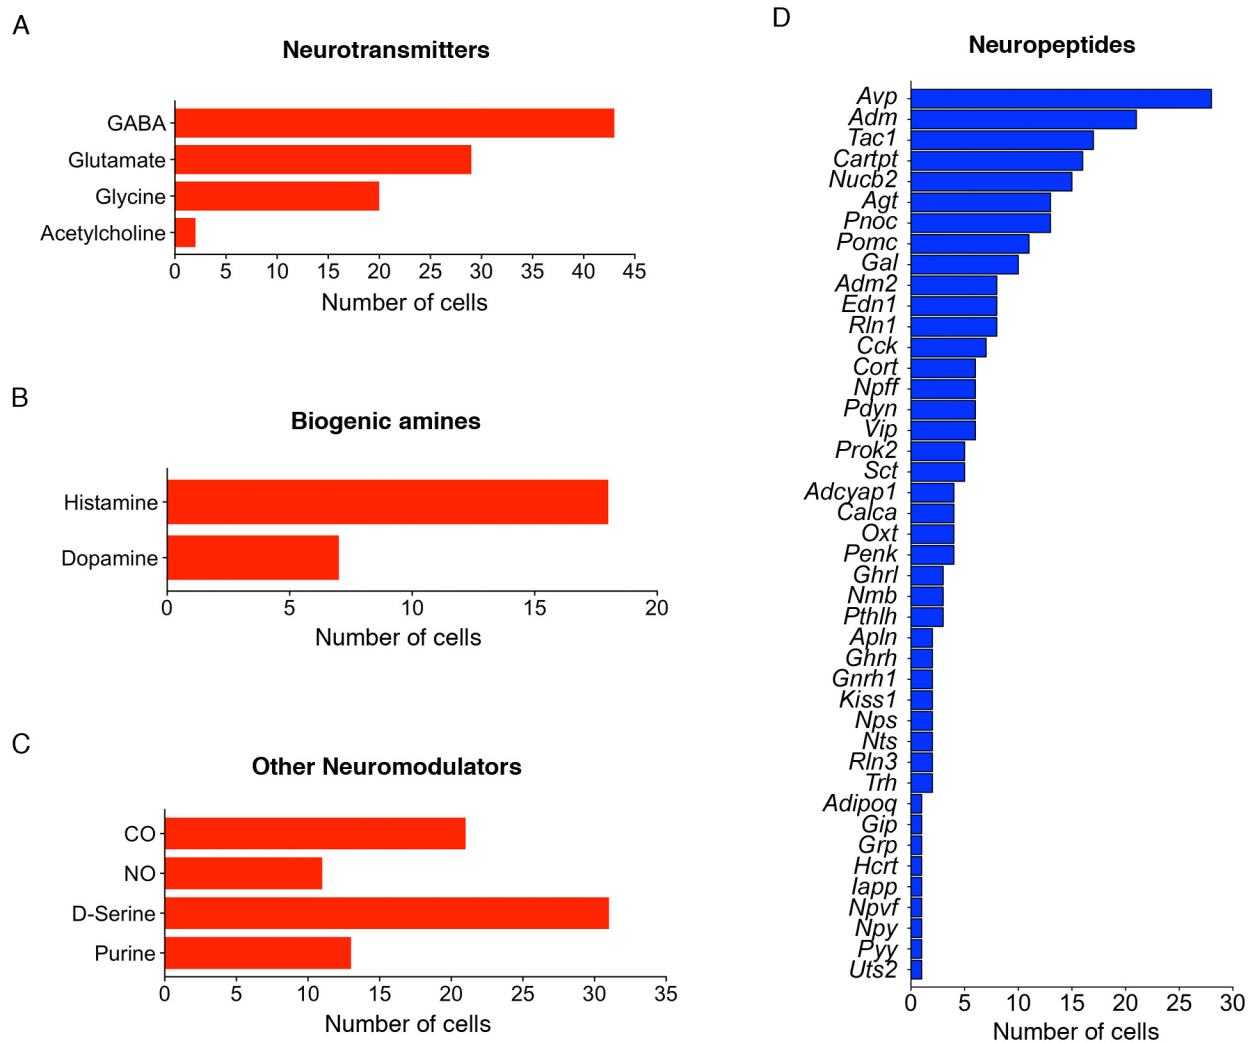 A
Neurotransmitters
GABA
Glutamate
Glycine
Acetylcholine
0 5 10 15 20 25 30 35 40 45
Number of cells
B
Biogenic amines
Histamine
Dopamine
0 5 10 15 20
Number of cells
C
Other Neuromodulators
CO
NO
D-Serine
Purine
0 5 10 15 20 25 30 35
Number of cells
D
Neuropeptides
Avp
Adm
Tac1
Cartpt
Nucb2
Agt
Pnoc
Pomc
Gal
Adm2
Edn1
Rln1
Cck
Cort
Npff
Pdyn
Vip
Prok2
Sct
Adcyap1
Calca
Oxt
Penk
Ghrl
Nmb
Pthlh
Apln
Ghrh
Gnrh1
Kiss1
Nps
Nts
Rln3
Trh
Adipoq
Gip
Grp
Hcrt
Iapp
Npvf
Npy
Pyy
Uts2
0 5 10 15 20 25 30
Number of cells